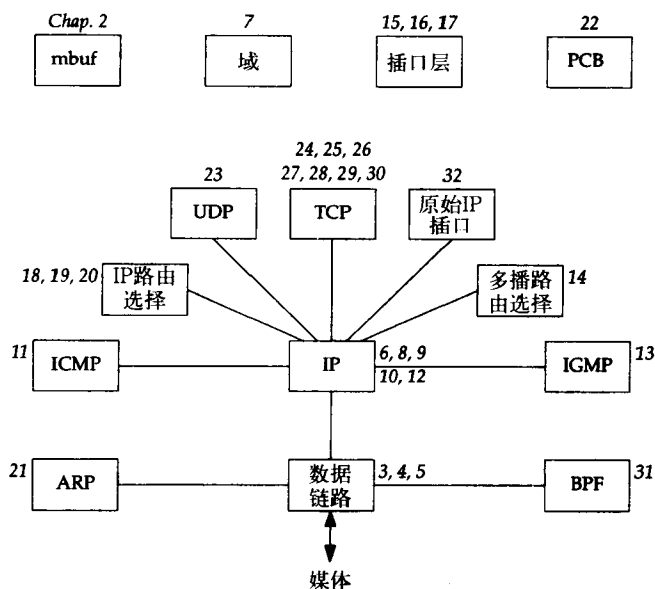 Chap. 2
7
15, 16, 17
22
mbuf
域
插口层
PCB
24, 25, 26
23
27, 28, 29, 30
32
UDP
TCP
原始IP
插口
18, 19, 20
IP路由
选择
多播路
由选择
14
11
ICMP
IP
6, 8, 9
10, 12
IGMP
13
21
ARP
数据
链路
3, 4, 5
BPF
31
媒体